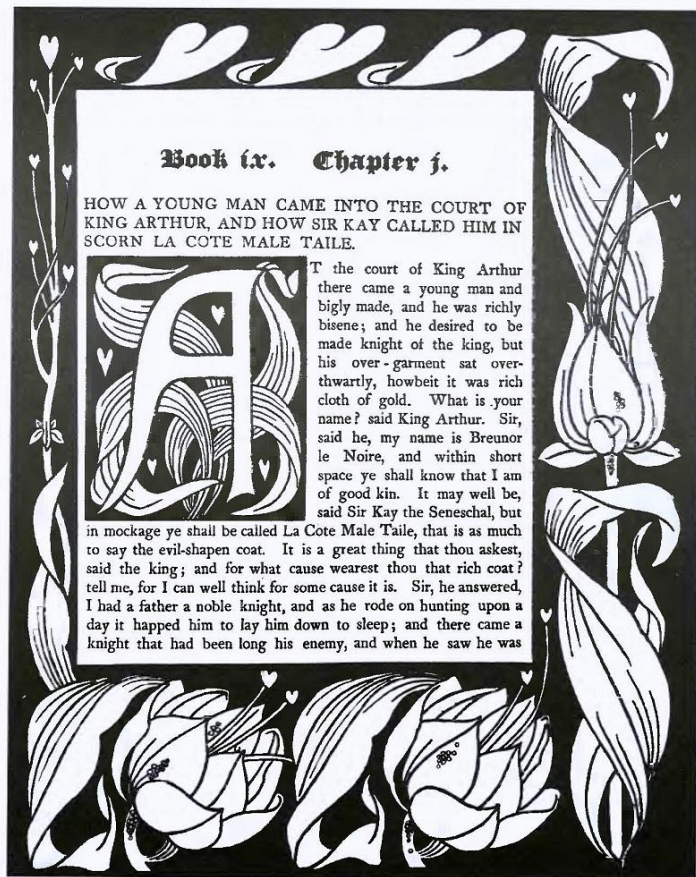 Book ix. Chapter j.
HOW A YOUNG MAN CAME INTO THE COURT OF
KING ARTHUR, AND HOW SIR KAY CALLED HIM IN
SCORN LA COTE MALE TAILE.
AT the court of King Arthur
there came a young man and
bigly made, and he was richly
bisene; and he desired to be
made knight of the king, but
his over-garment sat over-
thwartly, howbeit it was rich
cloth of gold. What is your
name? said King Arthur. Sir,
said he, my name is Breunor
le Noire, and within short
space ye shall know that I am
of good kin. It may well be,
said Sir Kay the Seneschal, but
in mockage ye shall be called La Cote Male Taile, that is as much
to say the evil-shapen coat. It is a great thing that thou askest,
said the king; and for what cause wearest thou that rich coat?
tell me, for I can well think for some cause it is. Sir, he answered,
I had a father a noble knight, and as he rode on hunting upon a
day it happed him to lay him down to sleep; and there came a
knight that had been long his enemy, and when he saw he was